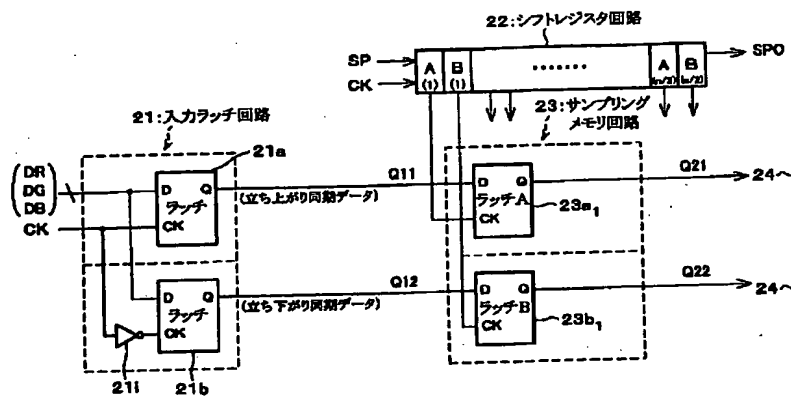 22:シフトレジスタ回路
SP
CK
A
(1)
B
(1)
.......
A
(n/2)
B
(n/2)
SPO
21:入力ラッチ回路
21a
23:サンプリング
メモリ回路
DR
DG
DB
CK
D Q
ラッチ
CK
Q11
(立ち上がり同期データ)
D Q
ラッチA
CK
23a1
Q21
24へ
D Q
ラッチ
CK
Q12
(立ち下がり同期データ)
D Q
ラッチB
CK
23b1
Q22
24へ
21i
21b